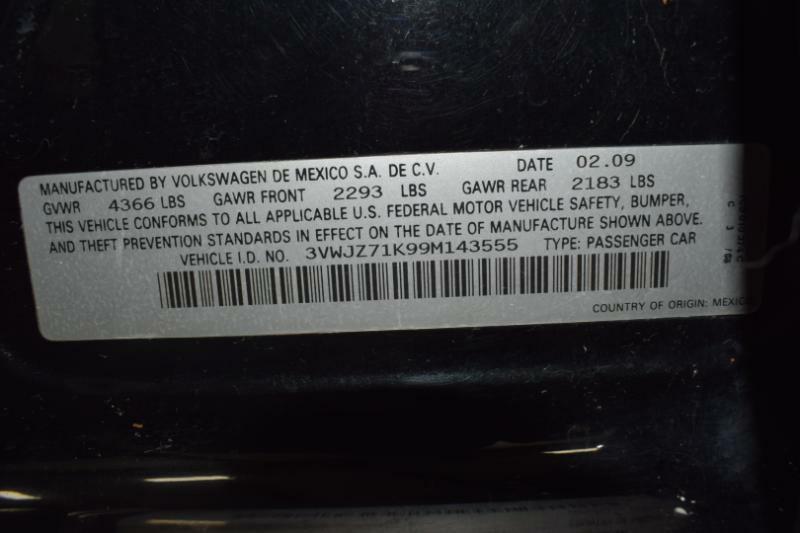 MANUFACTURED BY VOLKSWAGEN DE MEXICO S.A. DE C.V. DATE 02.09
GVWR 4366 LBS GAWR FRONT 2293 LBS GAWR REAR 2183 LBS
THIS VEHICLE CONFORMS TO ALL APPLICABLE U.S. FEDERAL MOTOR VEHICLE SAFETY, BUMPER,
AND THEFT PREVENTION STANDARDS IN EFFECT ON THE DATE OF MANUFACTURE SHOWN ABOVE.
VEHICLE I.D. NO. 3VWJZ71K99M143555 TYPE: PASSENGER CAR
COUNTRY OF ORIGIN: MEXICO